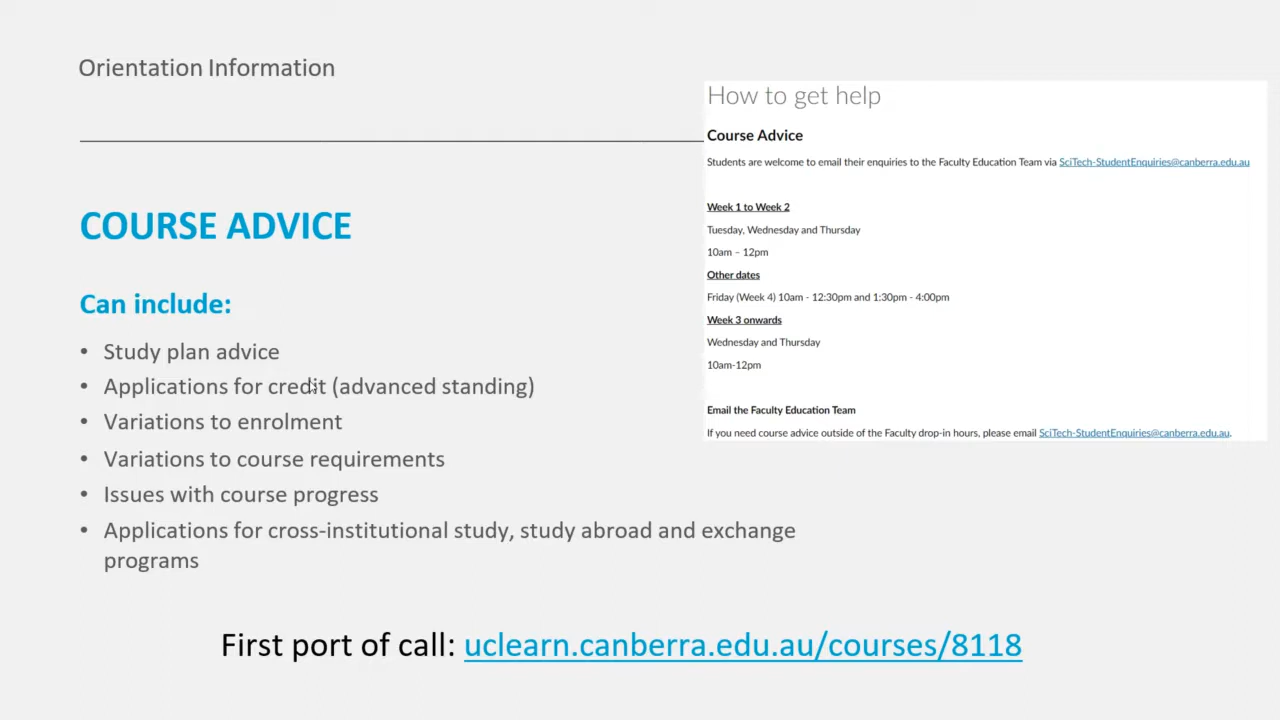 Orientation Information
COURSE ADVICE
Can include:
• Study plan advice
• Applications for credit (advanced standing)
• Variations to enrolment
• Variations to course requirements
• Issues with course progress
• Applications for cross-institutional study, study abroad and exchange
programs
How to get help
Course Advice
Students are welcome to email their enquiries to the Faculty Education Team via SciTech-StudentEnquiries@canberra.edu.au
Week 1 to Week 2
Tuesday, Wednesday and Thursday
10am – 12pm
Other dates
Friday (Week 4) 10am - 12:30pm and 1:30pm - 4:00pm
Week 3 onwards
Wednesday and Thursday
10am-12pm
Email the Faculty Education Team
If you need course advice outside of the Faculty drop-in hours, please email SciTech-StudentEnquiries@canberra.edu.au.
First port of call: uclearn.canberra.edu.au/courses/8118